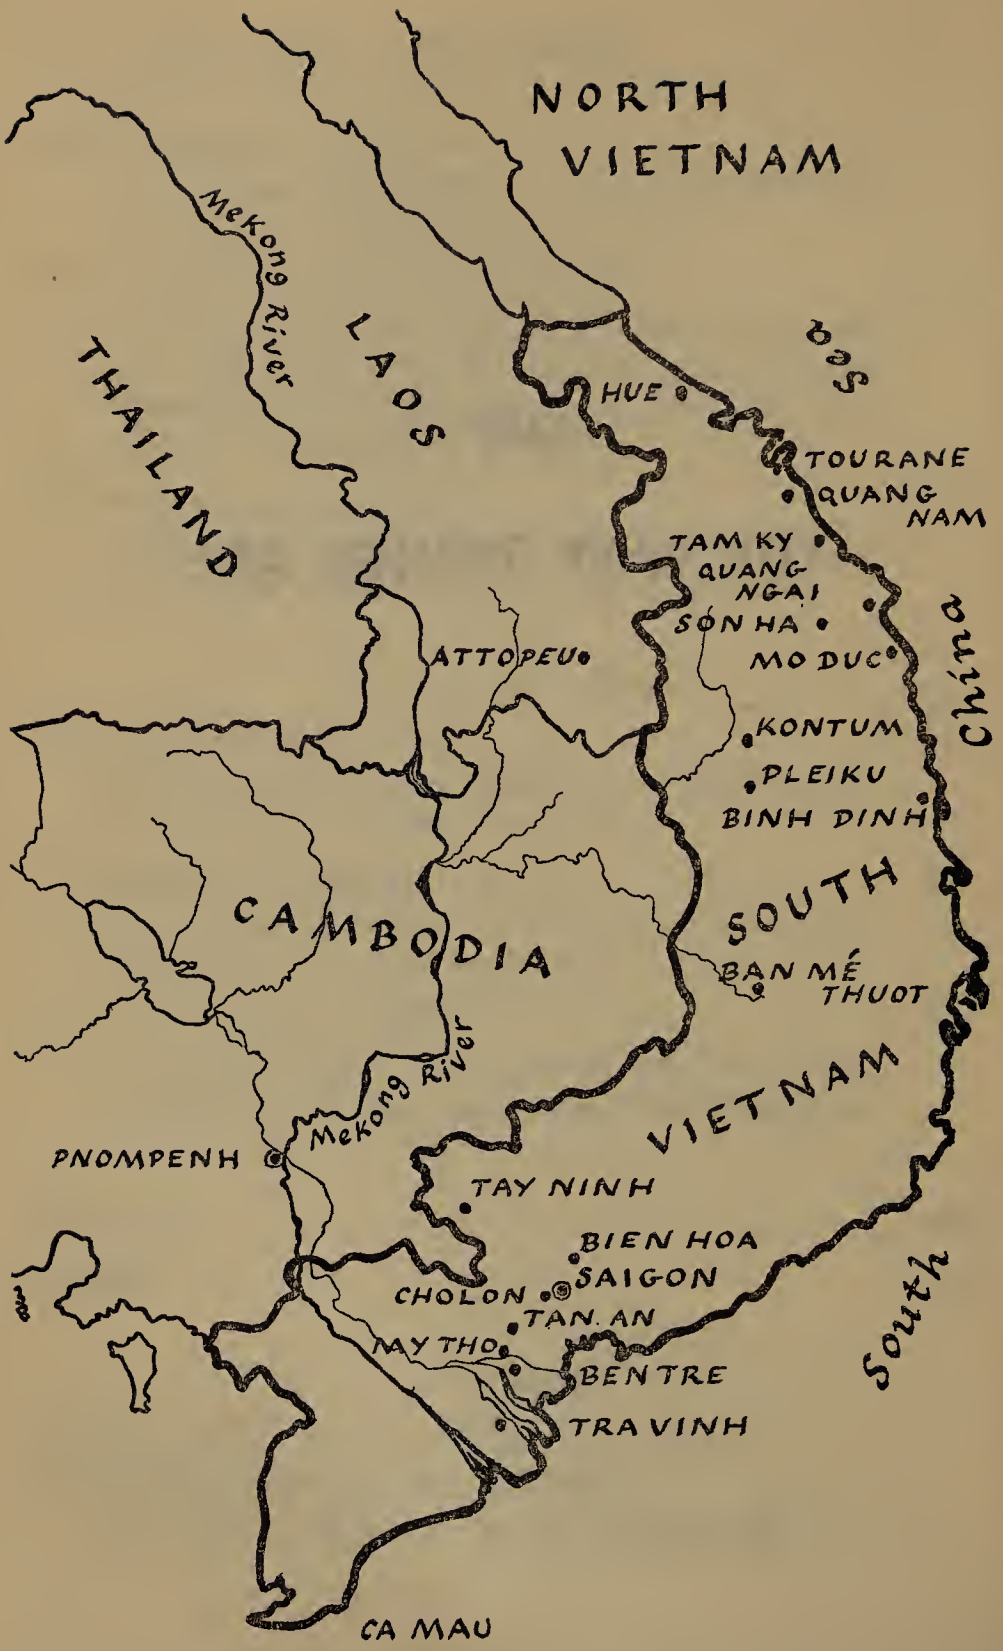 NORTH
VIETNAM
Mekong River
LAOS
THAILAND
South China Sea
HUE
TOURANE
QUANG
NAM
TAM KY
QUANG
NGAI
SON HA
MO DUC
ATTOPEU
KONTUM
PLEIKU
BINH DINH
SOUTH
VIETNAM
CAMBODIA
BAN MÉ
THUOT
Mekong River
PNOMPENH
TAY NINH
BIEN HOA
SAIGON
CHOLON
TAN. AN
MY THO
BENTRE
TRAVINH
CA MAU